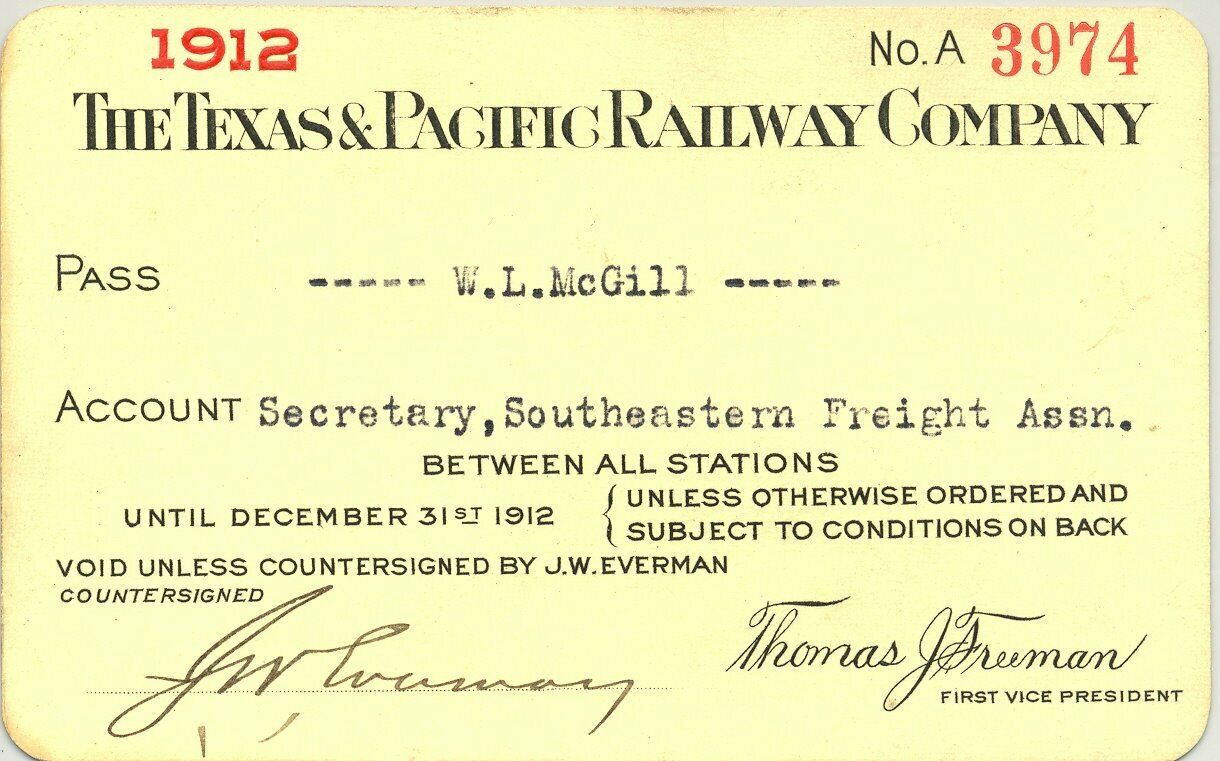 1912
No. A 3974
THE TEXAS & PACIFIC RAILWAY COMPANY
PASS ----- W.L.McGill -----
ACCOUNT Secretary,Southeastern Freight Assn.
BETWEEN ALL STATIONS
UNTIL DECEMBER 31ST 1912 { UNLESS OTHERWISE ORDERED AND
SUBJECT TO CONDITIONS ON BACK
VOID UNLESS COUNTERSIGNED BY J.W.EVERMAN
COUNTERSIGNED
JW Everman
Thomas J Freeman
FIRST VICE PRESIDENT